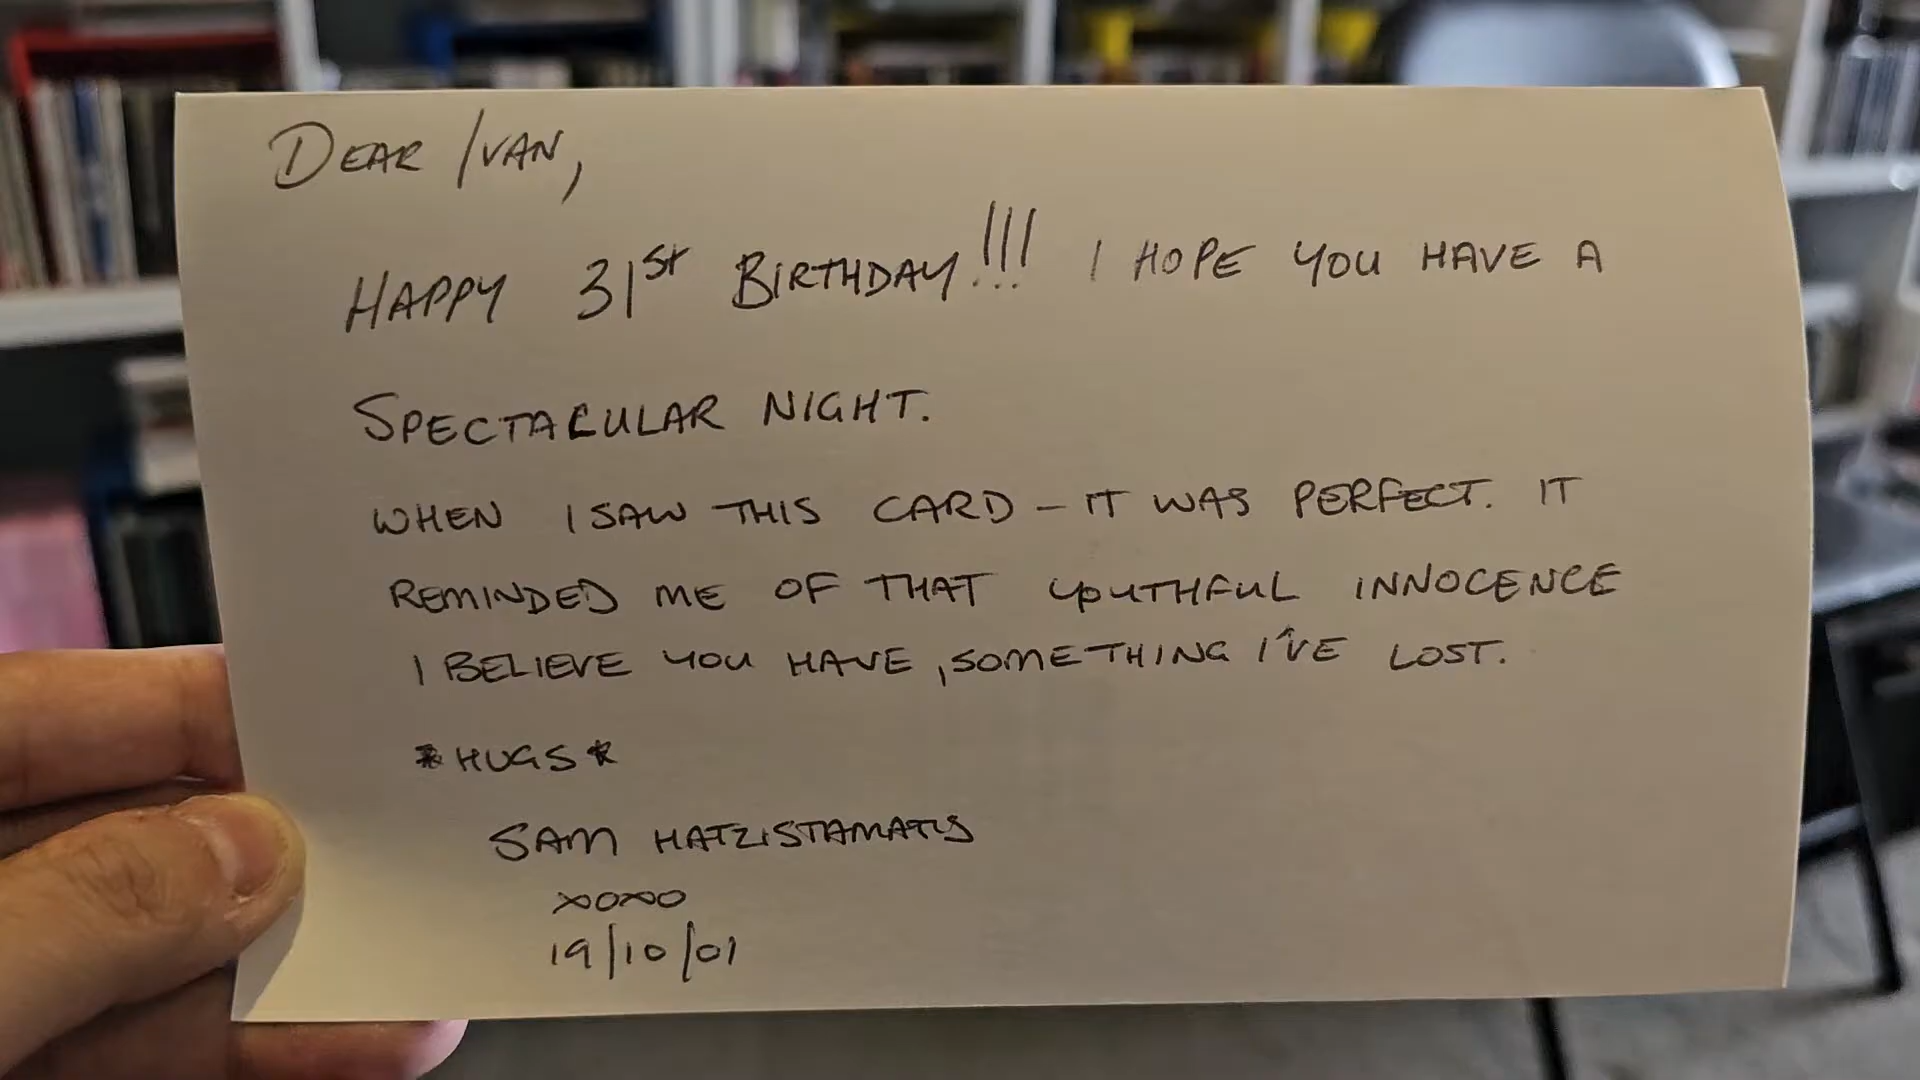 DEAR IVAN,
HAPPY 31ST BIRTHDAY!!! I HOPE YOU HAVE A
SPECTACULAR NIGHT.
WHEN I SAW THIS CARD – IT WAS PERFECT. IT
REMINDED ME OF THAT YOUTHFUL INNOCENCE
I BELIEVE YOU HAVE, SOMETHING I'VE LOST.
*HUGS*
SAM HATZISTAMATIS
XOXO
19/10/01